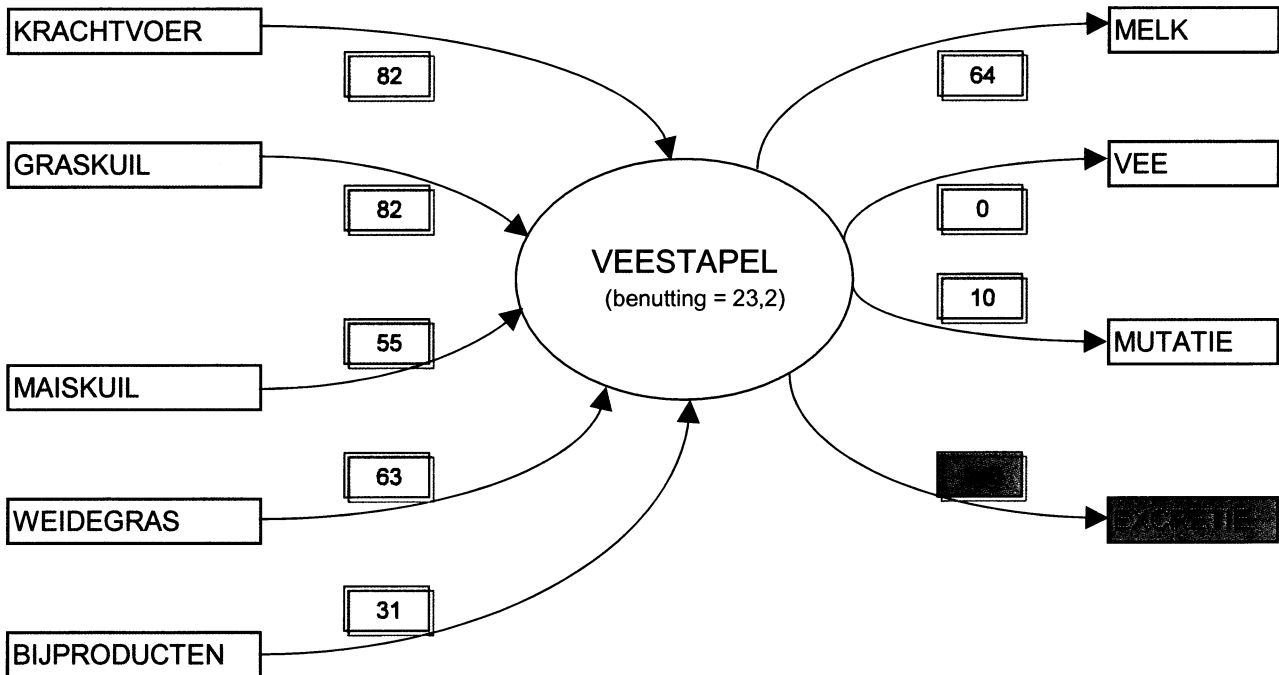 KRACHTVOER
82
GRASKUIL
82
MAISKUIL
55
WEIDEGRAS
63
BIJPRODUCTEN
31
VEESTAPEL
(benutting = 23,2)
MELK
64
VEE
0
MUTATIE
10
EXCRETIE